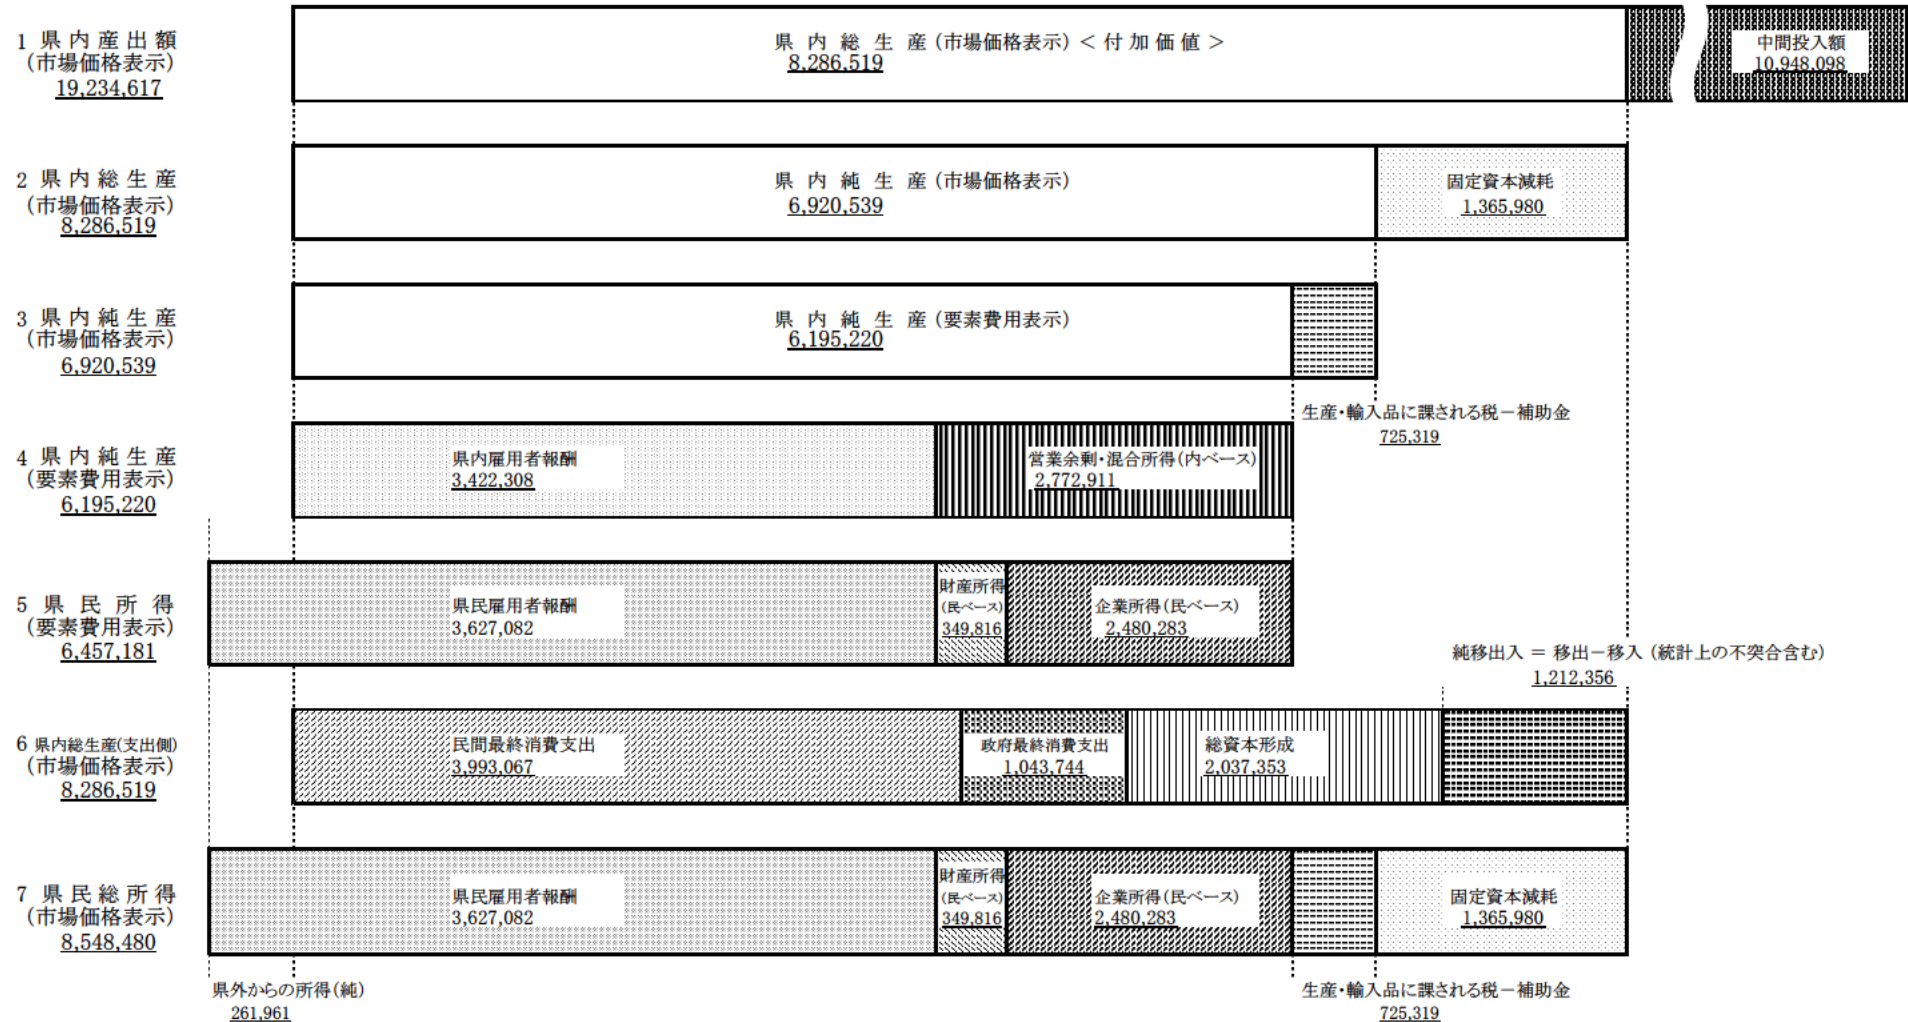 1 県内産出額
(市場価格表示)
19,234,617
県内総生産(市場価格表示)＜付加価値＞
8,286,519
中間投入額
10,948,098
2 県内総生産
(市場価格表示)
8,286,519
県内純生産(市場価格表示)
6,920,539
固定資本減耗
1,365,980
3 県内純生産
(市場価格表示)
6,920,539
県内純生産(要素費用表示)
6,195,220
生産・輸入品に課される税－補助金
725,319
4 県内純生産
(要素費用表示)
6,195,220
県内雇用者報酬
3,422,308
営業余剰・混合所得(内ベース)
2,772,911
5 県民所得
(要素費用表示)
6,457,181
県民雇用者報酬
3,627,082
財産所得
(民ベース)
349,816
企業所得(民ベース)
2,480,283
純移出入 ＝ 移出－移入 (統計上の不突合含む)
1,212,356
6 県内総生産(支出側)
(市場価格表示)
8,286,519
民間最終消費支出
3,993,067
政府最終消費支出
1,043,744
総資本形成
2,037,353
7 県民総所得
(市場価格表示)
8,548,480
県民雇用者報酬
3,627,082
財産所得
(民ベース)
349,816
企業所得(民ベース)
2,480,283
固定資本減耗
1,365,980
県外からの所得(純)
261,961
生産・輸入品に課される税－補助金
725,319